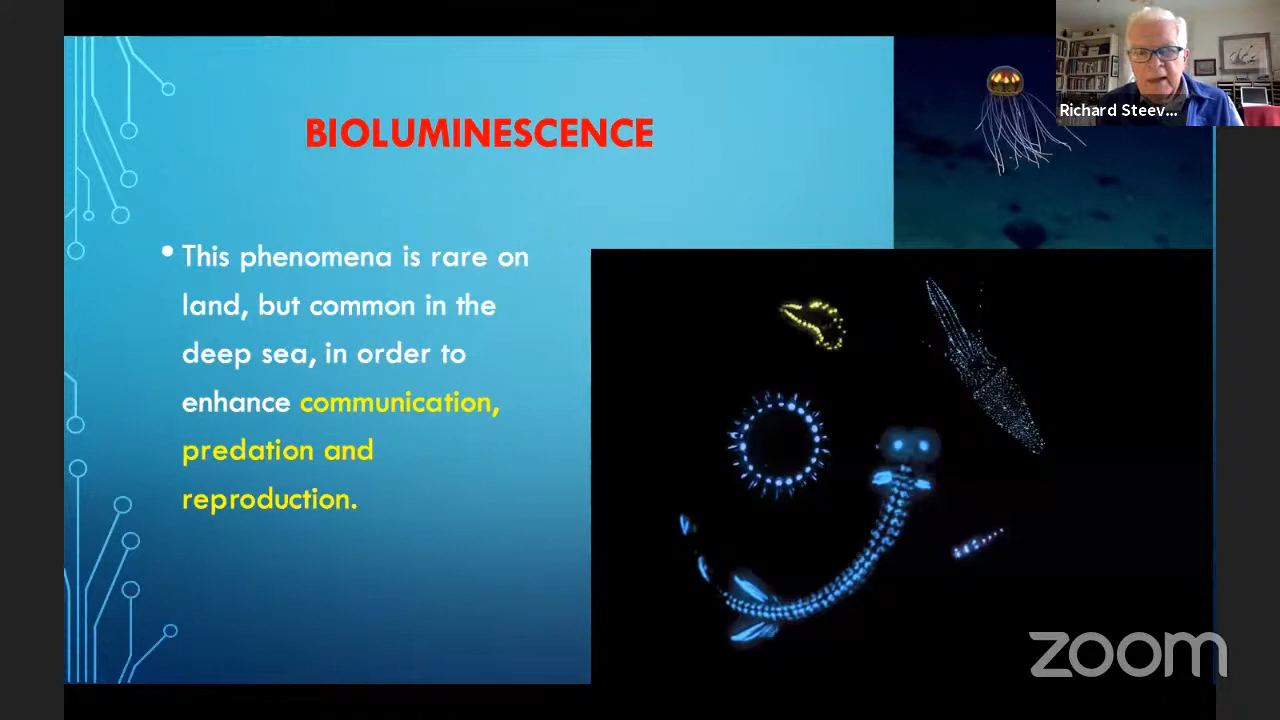 BIOLUMINESCENCE
Richard Steev...
• This phenomena is rare on
land, but common in the
deep sea, in order to
enhance communication,
predation and
reproduction.
zoom